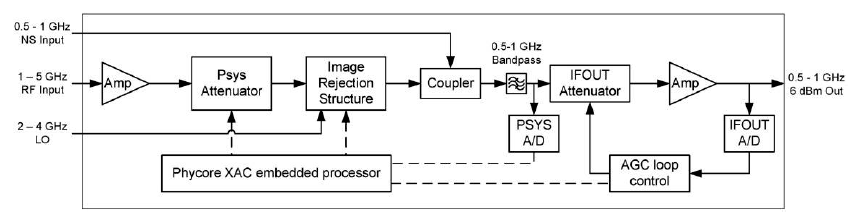 0.5 - 1 GHz
NS Input
1 – 5 GHz
RF Input
2 – 4 GHz
LO
Amp
Psys
Attenuator
Image
Rejection
Structure
Coupler
0.5-1 GHz
Bandpass
IFOUT
Attenuator
Amp
0.5 - 1 GHz
6 dBm Out
PSYS
A/D
IFOUT
A/D
Phycore XAC embedded processor
AGC loop
control